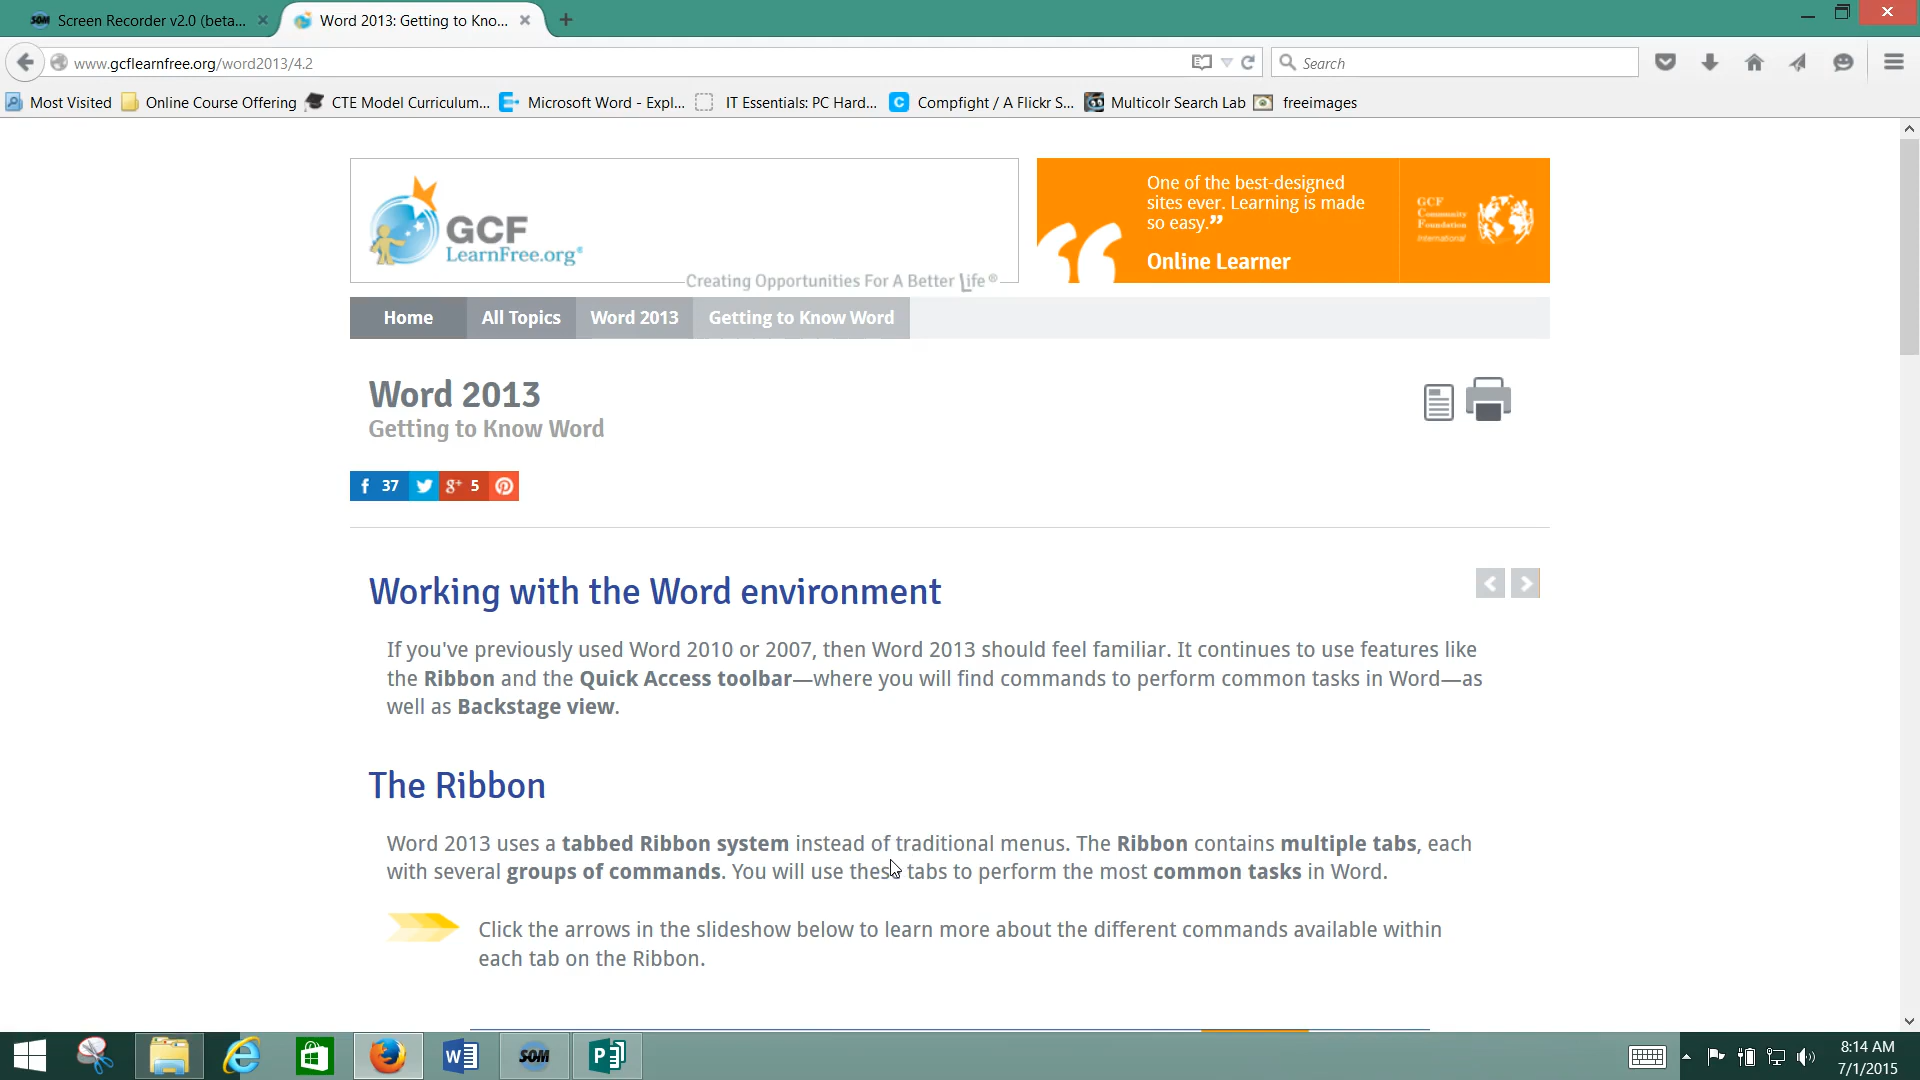 SOM Screen Recorder v2.0 (beta...
Word 2013: Getting to Kno...
www.gcflearnfree.org/word2013/4.2
Search
Most Visited Online Course Offering CTE Model Curriculum... Microsoft Word - Expl... IT Essentials: PC Hard... C Compfight / A Flickr S... Multicolr Search Lab freeimages
GCF
LearnFree.org®
Creating Opportunities For A Better Life®
One of the best-designed
sites ever. Learning is made
so easy.”
Online Learner
GCF
Community
Foundation
International
Home All Topics Word 2013 Getting to Know Word
Word 2013
Getting to Know Word
f 37 g+ 5
Working with the Word environment
If you've previously used Word 2010 or 2007, then Word 2013 should feel familiar. It continues to use features like
the Ribbon and the Quick Access toolbar—where you will find commands to perform common tasks in Word—as
well as Backstage view.
The Ribbon
Word 2013 uses a tabbed Ribbon system instead of traditional menus. The Ribbon contains multiple tabs, each
with several groups of commands. You will use these tabs to perform the most common tasks in Word.
Click the arrows in the slideshow below to learn more about the different commands available within
each tab on the Ribbon.
W SOM P
8:14 AM
7/1/2015